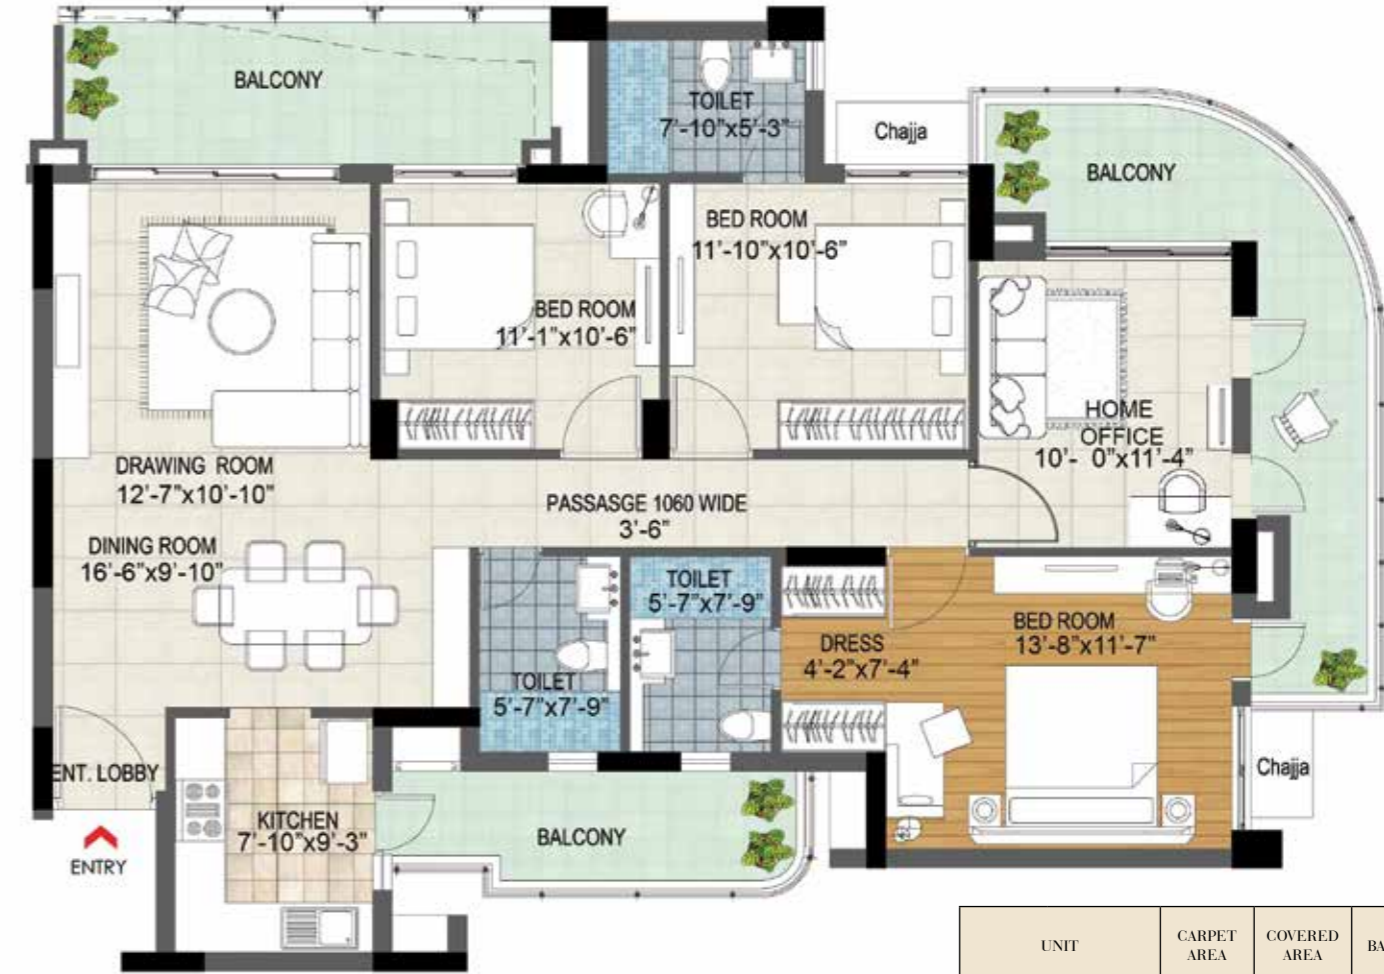 BALCONY
TOILET
7'-10"x5'-3"
Chajja
BALCONY
BED ROOM
11'-10"x10'-6"
BED ROOM
11'-1"x10'-6"
HOME
OFFICE
10'- 0"x11'-4"
DRAWING ROOM
12'-7"x10'-10"
PASSASGE 1060 WIDE
3'-6"
DINING ROOM
16'-6"x9'-10"
TOILET
5'-7"x7'-9"
TOILET
5'-7"x7'-9"
DRESS
4'-2"x7'-4"
BED ROOM
13'-8"x11'-7"
ENT. LOBBY
ENTRY
KITCHEN
7'-10"x9'-3"
BALCONY
Chajja
UNIT
CARPET
AREA
COVERED
AREA